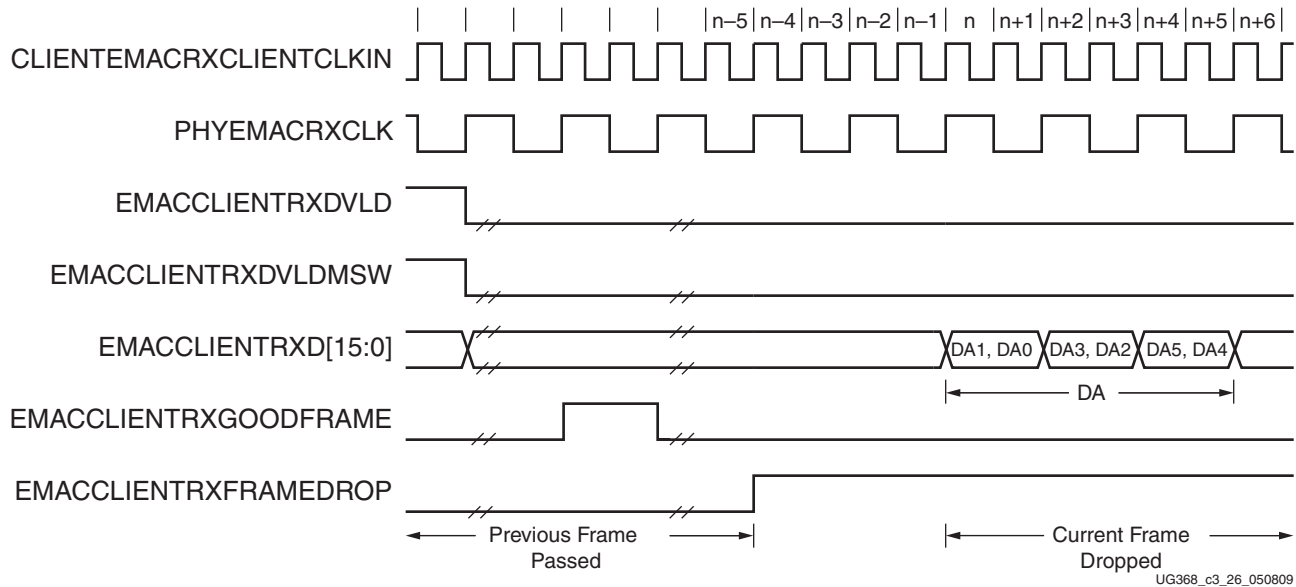 n–5 n–4 n–3 n–2 n–1 n n+1 n+2 n+3 n+4 n+5 n+6
CLIENTEMACRXCLIENTCLKIN
PHYEMACRXCLK
EMACCLIENTRXDVLD
EMACCLIENTRXDVLDMSW
EMACCLIENTRXD[15:0]
DA1, DA0 DA3, DA2 DA5, DA4
DA
EMACCLIENTRXGOODFRAME
EMACCLIENTRXFRAMEDROP
Previous Frame
Passed
Current Frame
Dropped
UG368_c3_26_050809